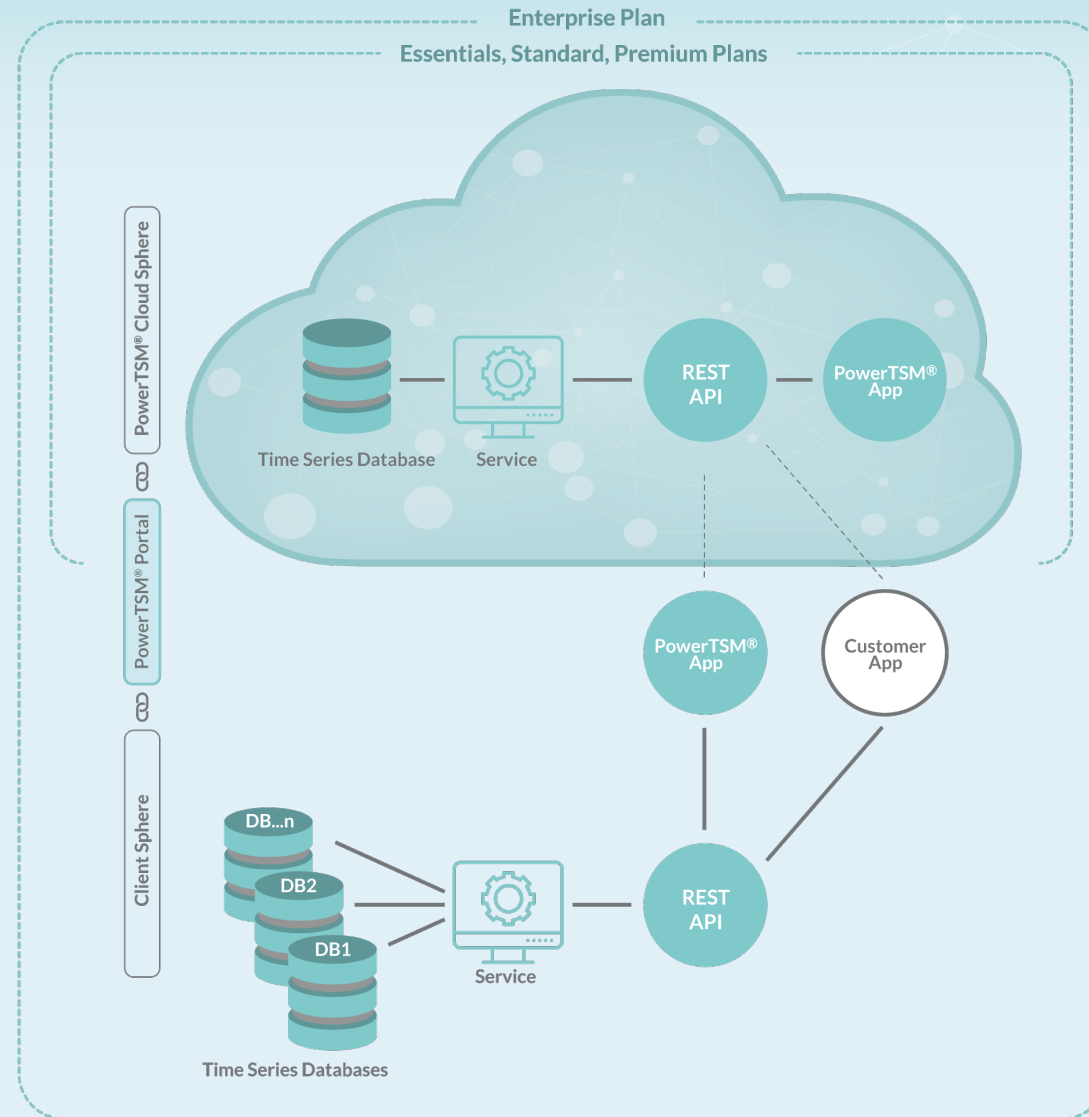 Enterprise Plan
Essentials, Standard, Premium Plans
PowerTSM® Cloud Sphere
REST
API
PowerTSM®
App
Time Series Database
Service
PowerTSM® Portal
PowerTSM®
App
Customer
App
Client Sphere
DB...n
DB2
DB1
REST
API
Service
Time Series Databases